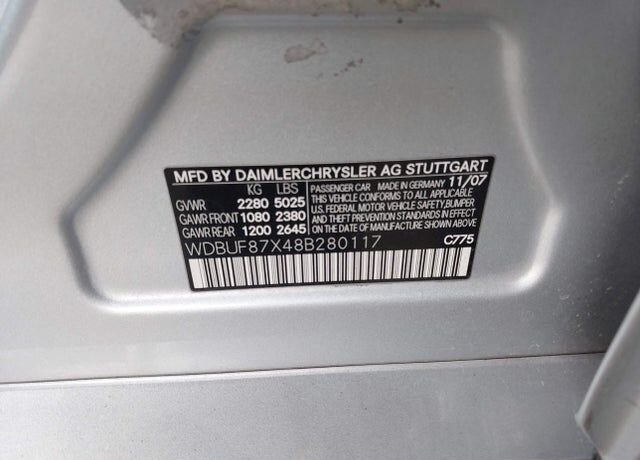 MFD BY DAIMLERCHRYSLER AG STUTTGART
KG LBS
GVWR 2280 5025
GAWR FRONT 1080 2380
GAWR REAR 1200 2645
PASSENGER CAR MADE IN GERMANY 11/07
THIS VEHICLE CONFORMS TO ALL APPLICABLE
U.S. FEDERAL MOTOR VEHICLE SAFETY,BUMPER
AND THEFT PREVENTION STANDARDS IN EFFECT
ON THE DATE OF MANUFACTURE SHOWN ABOVE.
WDBUF87X48B280117
C775